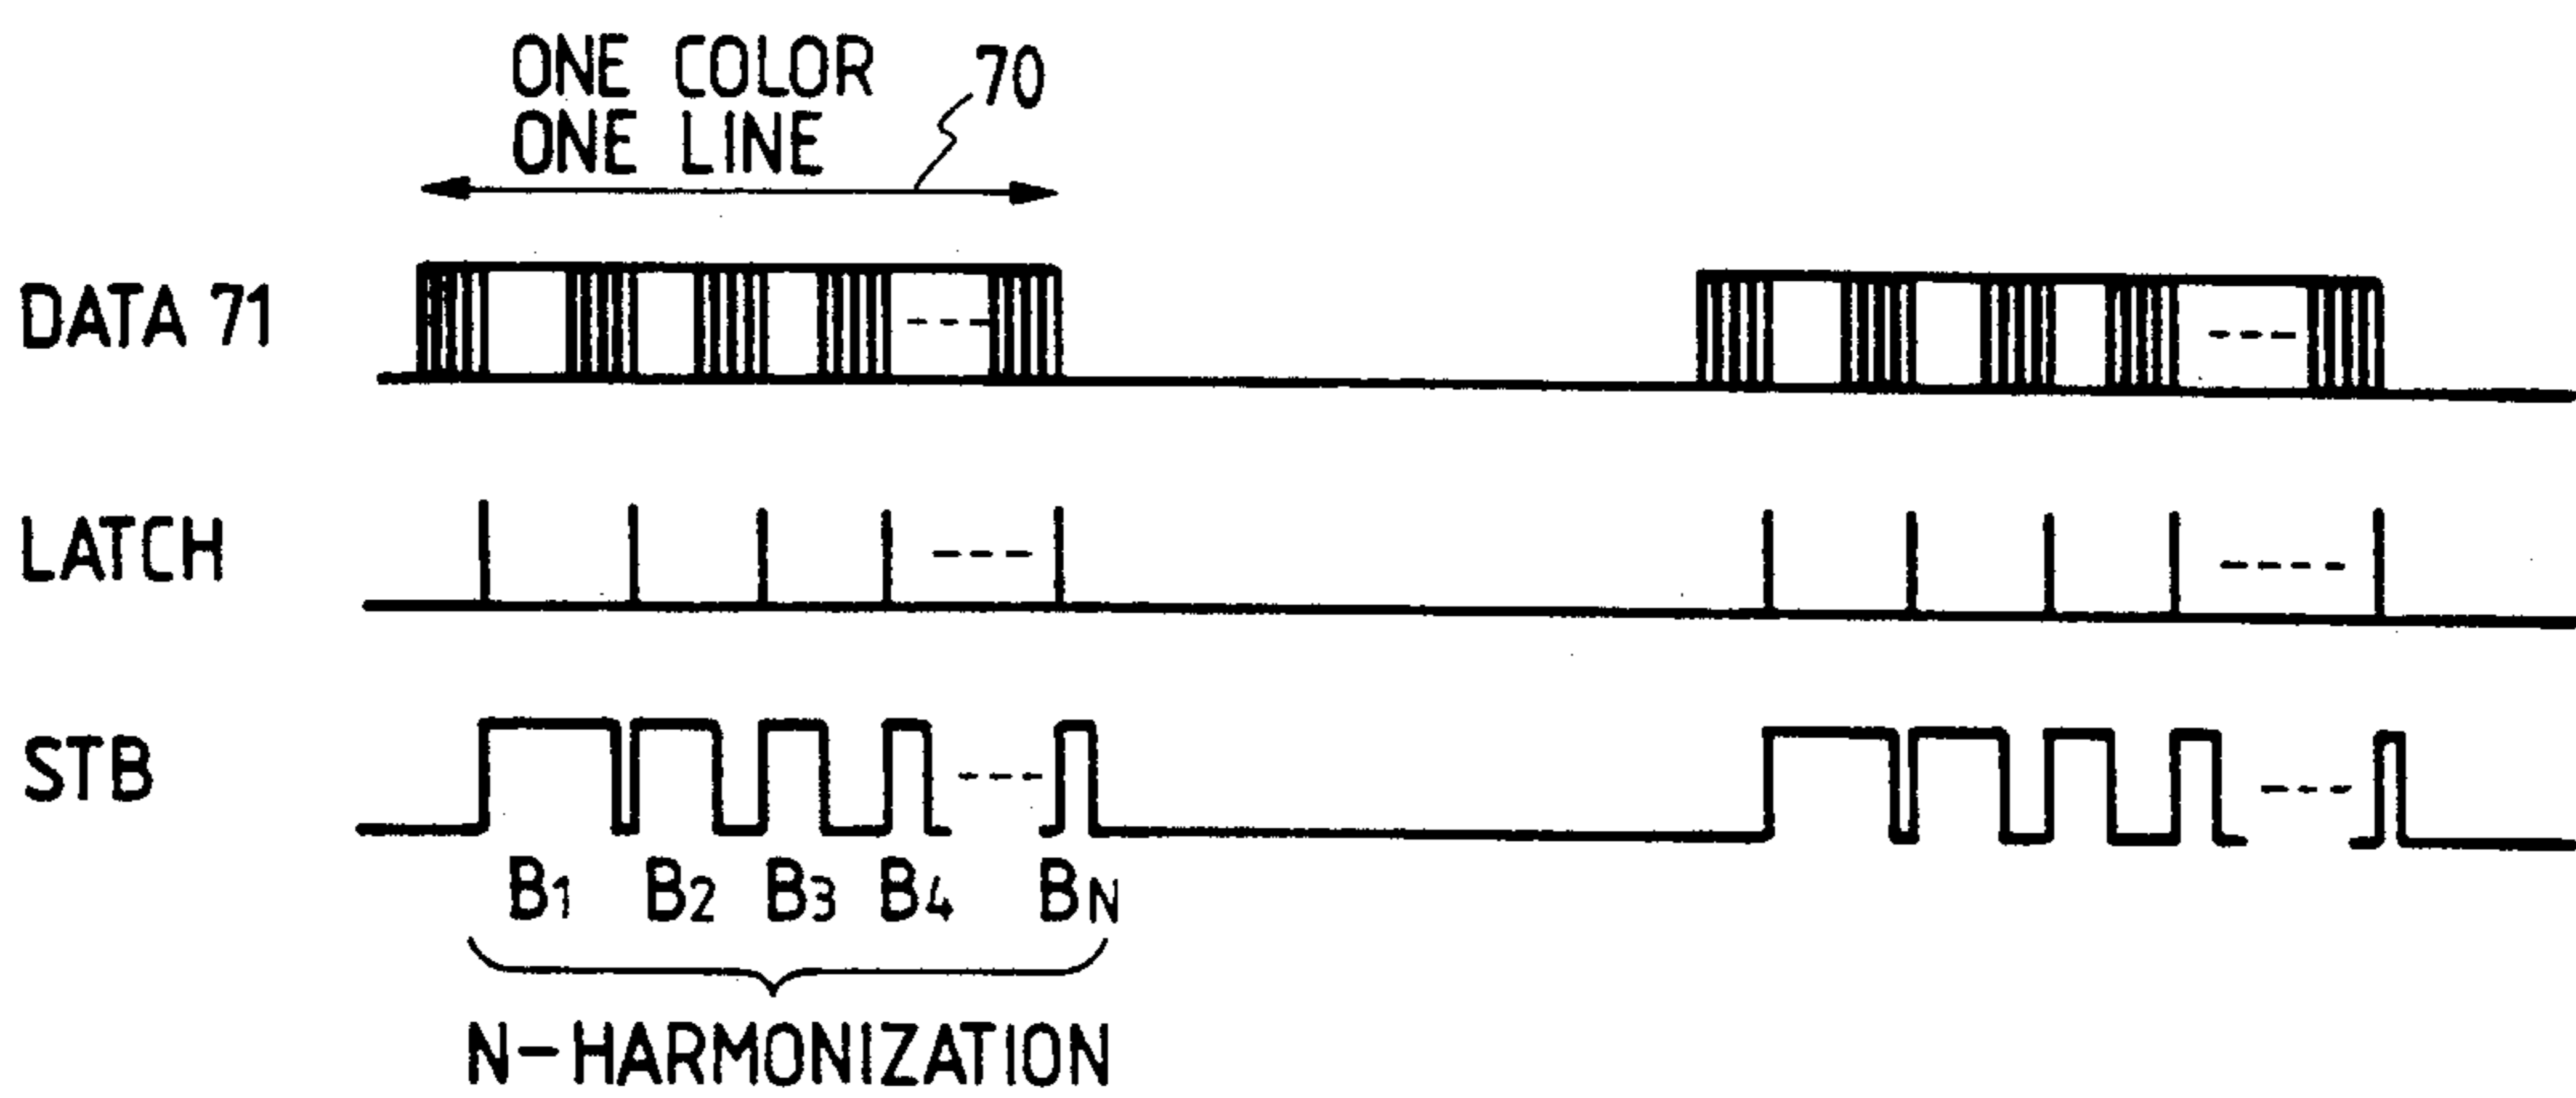 ONE COLOR
ONE LINE
70
DATA 71
LATCH
STB
B1 B2 B3 B4 BN
N-HARMONIZATION